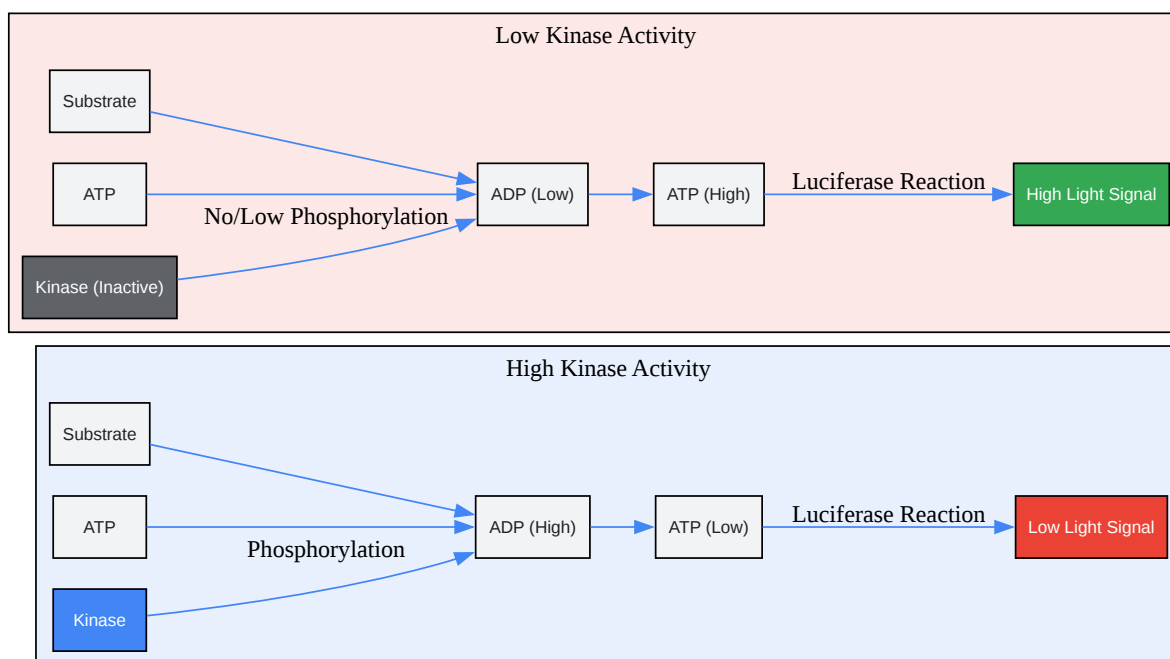 Low Kinase Activity
Substrate
ATP
No/Low Phosphorylation
Kinase (Inactive)
ADP (Low)
ATP (High)
Luciferase Reaction
High Light Signal
High Kinase Activity
Substrate
ATP
Phosphorylation
Kinase
ADP (High)
ATP (Low)
Luciferase Reaction
Low Light Signal